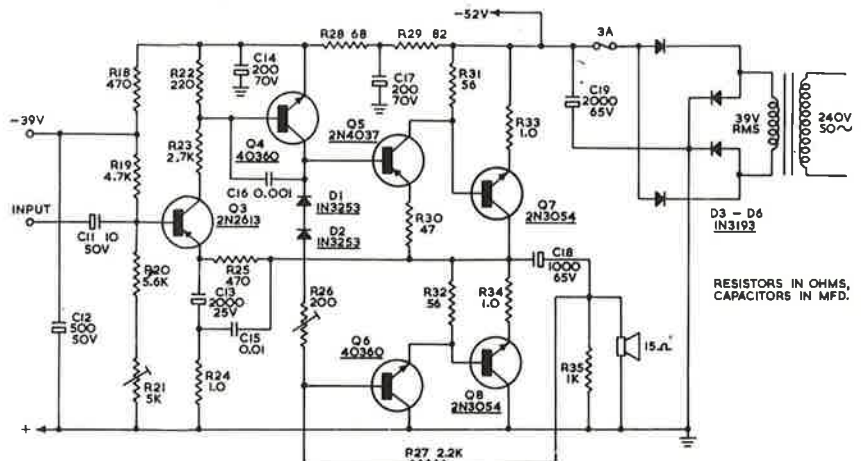 -52V
3A
R28 68
R29 82
C14
200
70V
R18
470
R22
220
C17
200
70V
R31
56
R33
1.0
C19
2000
65V
39V
RMS
240V
50~
-39V
Q4
40360
Q5
2N4037
R23
2.7K
R19
4.7K
C16 0.001
D1
1N3253
Q7
2N3054
D3 - D6
1N3193
INPUT
Q3
2N2613
C11 10
50V
D2
1N3253
R30
47
C18
1000
65V
RESISTORS IN OHMS,
CAPACITORS IN MFD.
R20
5.6K
R25
470
C13
2000
25V
R26
200
R32
56
R34
1.0
C12
500
50V
C15
0.01
Q6
40360
R21
5K
R24
1.0
Q8
2N3054
R35
1K
15Ω
+
R27 2.2K